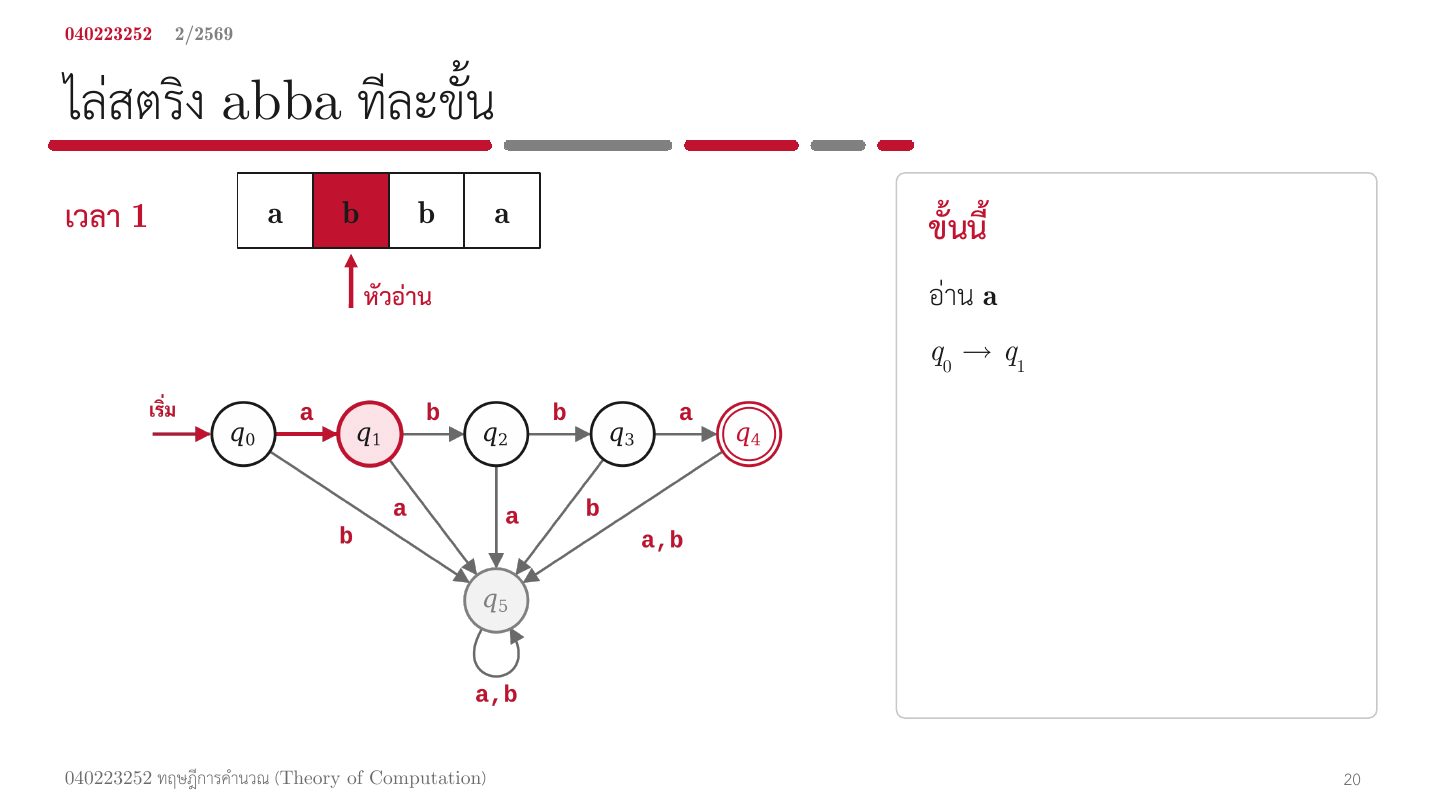 040223252 2/2569
ไล่สตริง abba ทีละขั้น
เวลา 1
a b b a
หัวอ่าน
ขั้นนี้
อ่าน a
q0 → q1
เริ่ม
a b b a
q0 q1 q2 q3 q4
b a a b a,b
q5
a,b
040223252 ทฤษฎีการคำนวณ (Theory of Computation)
20